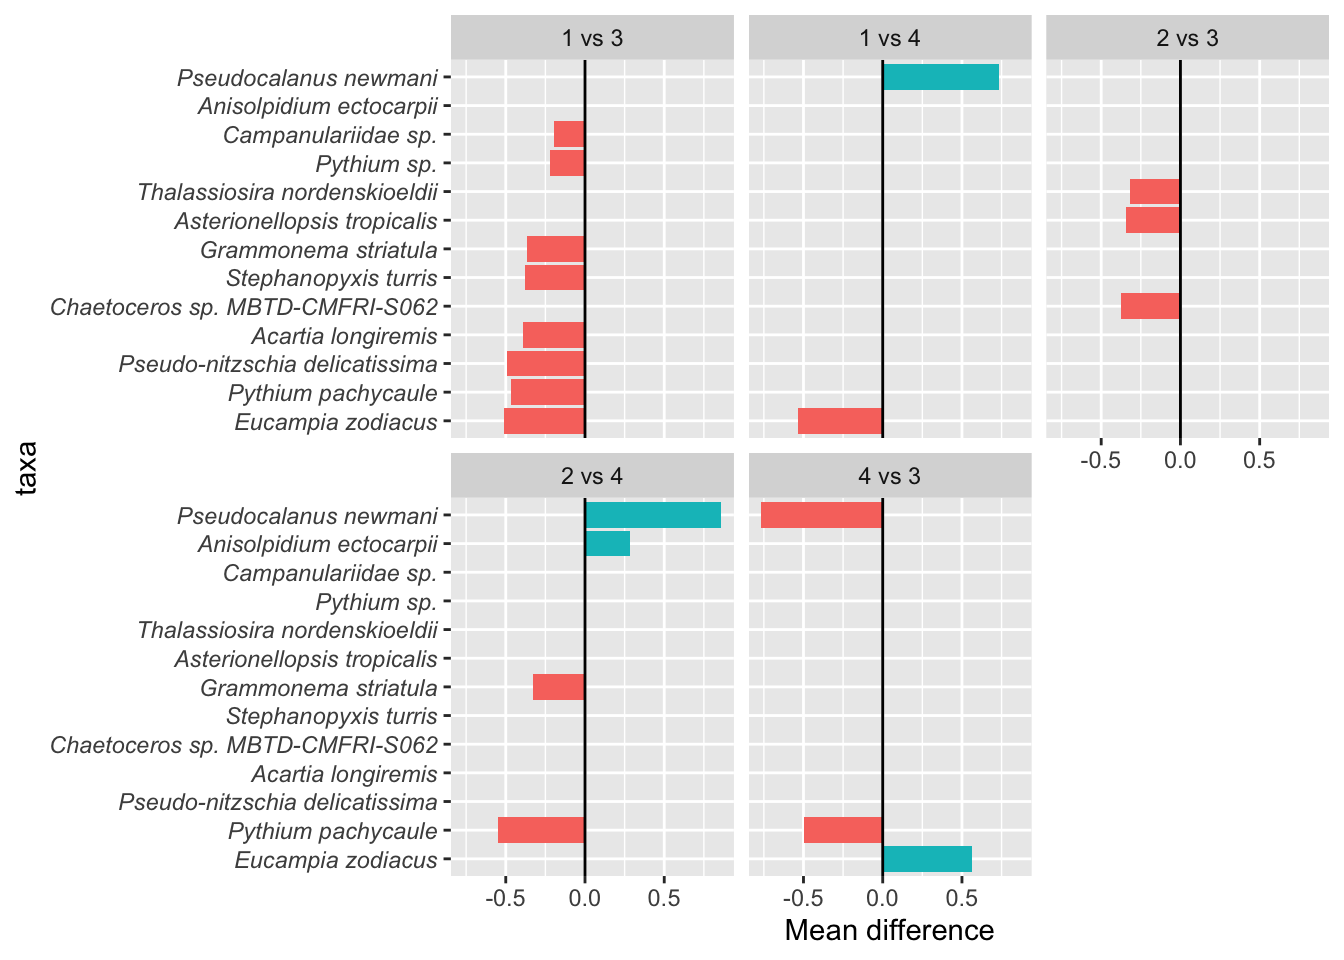 1 vs 3
1 vs 4
2 vs 3
Pseudocalanus newmani
Anisolpidium ectocarpii
Campanulariidae sp.
Pythium sp.
Thalassiosira nordenskioeldii
Asterionellopsis tropicalis
Grammonema striatula
Stephanopyxis turris
Chaetoceros sp. MBTD-CMFRI-S062
Acartia longiremis
Pseudo-nitzschia delicatissima
Pythium pachycaule
Eucampia zodiacus
-0.5 0.0 0.5
taxa
2 vs 4
4 vs 3
Pseudocalanus newmani
Anisolpidium ectocarpii
Campanulariidae sp.
Pythium sp.
Thalassiosira nordenskioeldii
Asterionellopsis tropicalis
Grammonema striatula
Stephanopyxis turris
Chaetoceros sp. MBTD-CMFRI-S062
Acartia longiremis
Pseudo-nitzschia delicatissima
Pythium pachycaule
Eucampia zodiacus
-0.5 0.0 0.5
-0.5 0.0 0.5
Mean difference